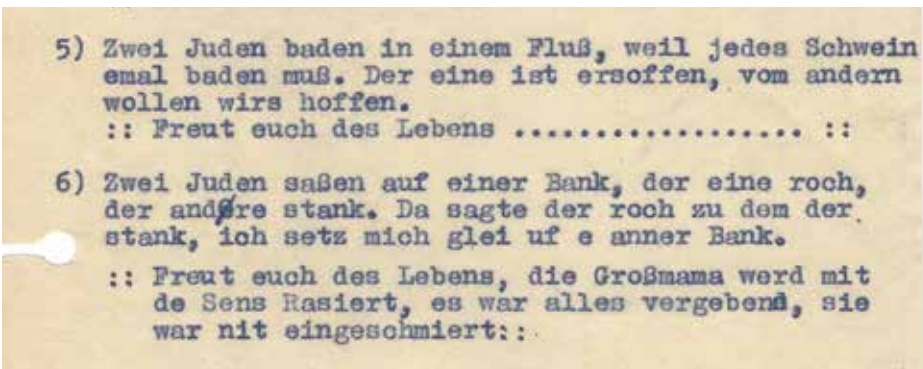 5) Zwei Juden baden in einem Fluß, weil jedes Schwein
emal baden muß. Der eine ist ersoffen, vom andern
wollen wirs hoffen.
:: Freut euch des Lebens ................... ::
6) Zwei Juden saßen auf einer Bank, der eine roch,
der andere stank. Da sagte der roch zu dem der
stank, ich setz mich glei uf e anner Bank.
:: Freut euch des Lebens, die Großmama werd mit
de Sens Rasiert, es war alles vergebend, sie
war nit eingeschmiert::